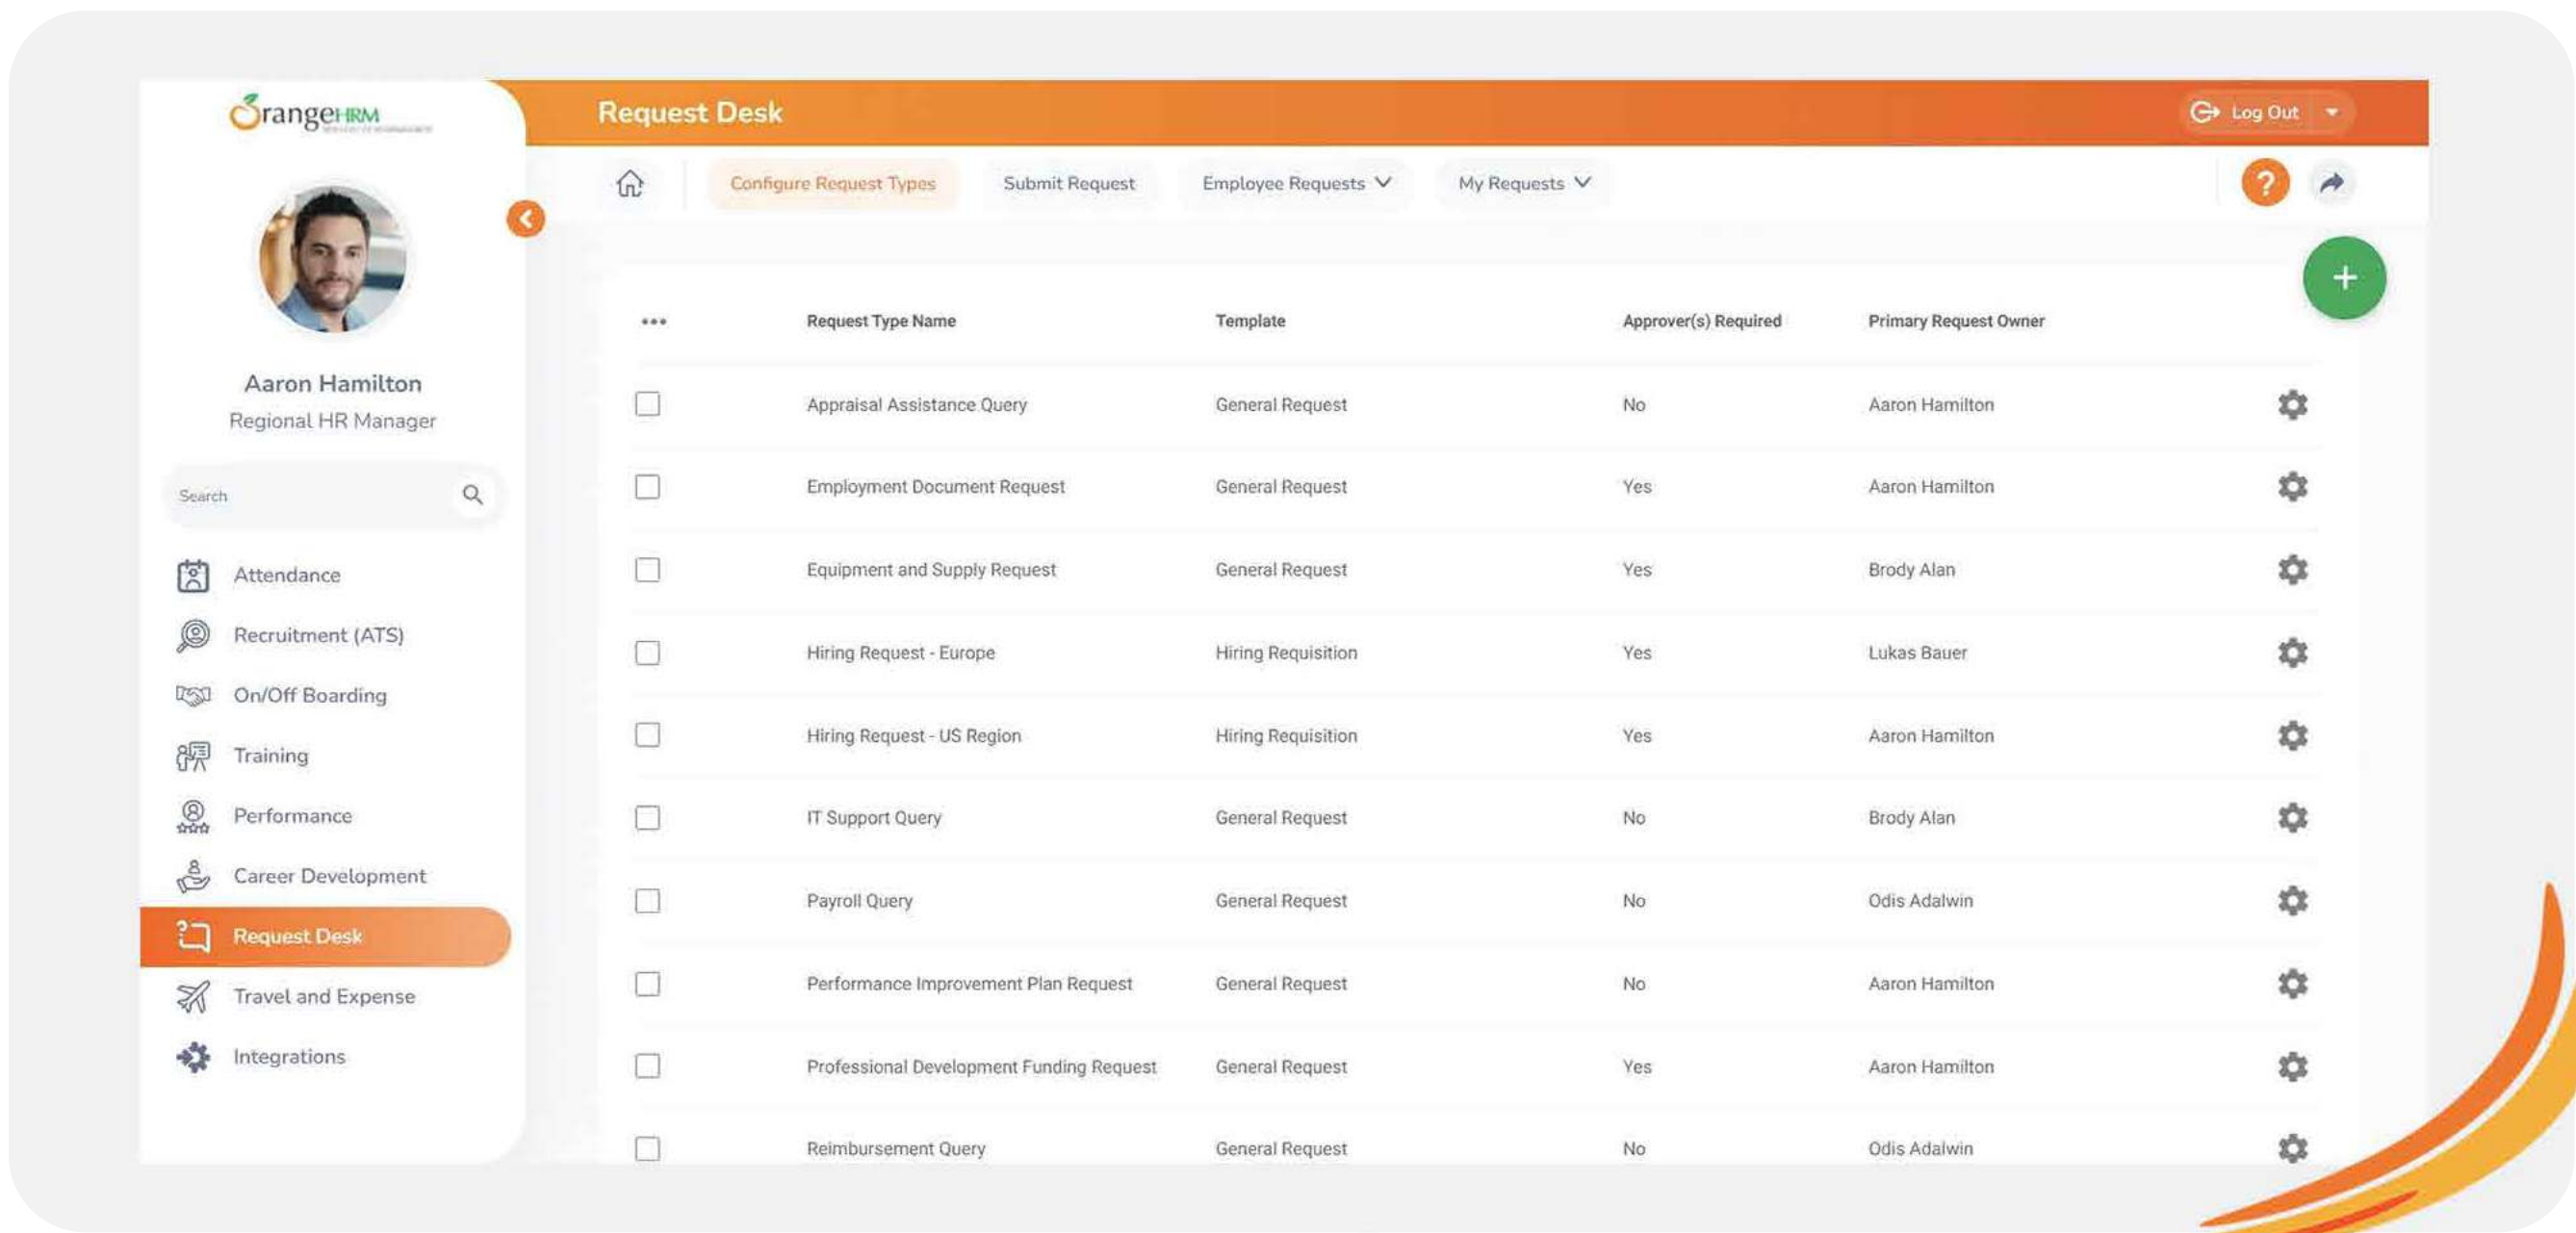 OrangeHRM
Request Desk
Log Out
Configure Request Types
Submit Request
Employee Requests
My Requests
?
Aaron Hamilton
Regional HR Manager
Search
Attendance
Recruitment (ATS)
On/Off Boarding
Training
Performance
Career Development
Request Desk
Travel and Expense
Integrations
Request Type Name Template Approver(s) Required Primary Request Owner
Appraisal Assistance Query General Request No Aaron Hamilton
Employment Document Request General Request Yes Aaron Hamilton
Equipment and Supply Request General Request Yes Brody Alan
Hiring Request - Europe Hiring Requisition Yes Lukas Bauer
Hiring Request - US Region Hiring Requisition Yes Aaron Hamilton
IT Support Query General Request No Brody Alan
Payroll Query General Request No Odis Adalwin
Performance Improvement Plan Request General Request No Aaron Hamilton
Professional Development Funding Request General Request Yes Aaron Hamilton
Reimbursement Query General Request No Odis Adalwin